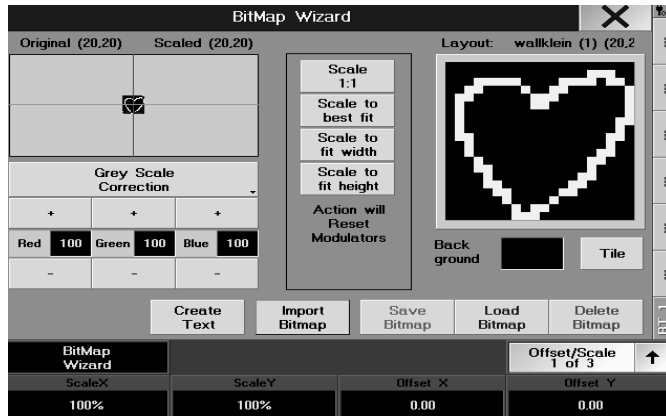 BitMap Wizard
Original (20,20) Scaled (20,20) Layout: wallklein (1) (20,2
Scale
1:1
Scale to
best fit
Scale to
fit width
Scale to
fit height
Action will
Reset
Modulators
Grey Scale
Correction
+ + +
Red 100 Green 100 Blue 100
- - -
Back
ground
Tile
Create
Text
Import
Bitmap
Save
Bitmap
Load
Bitmap
Delete
Bitmap
BitMap
Wizard
Offset/Scale
1 of 3
ScaleX ScaleY Offset X Offset Y
100% 100% 0.00 0.00